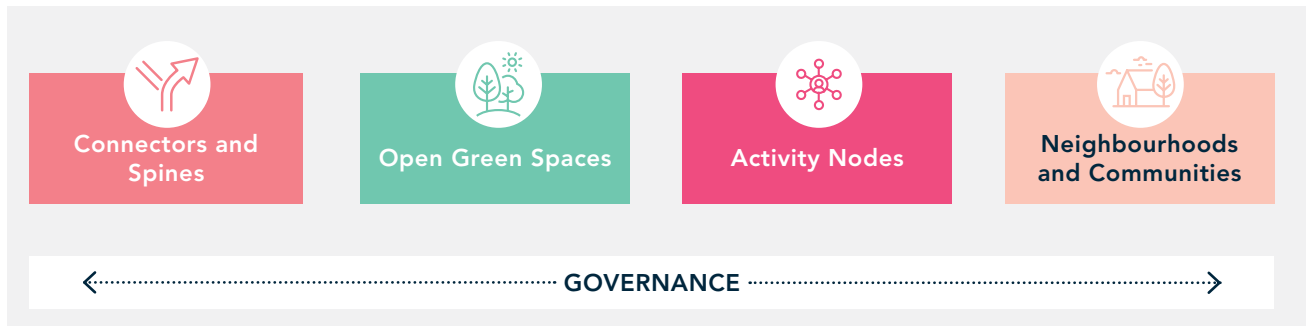 Connectors and
Spines
Open Green Spaces
Activity Nodes
Neighbourhoods
and Communities
GOVERNANCE